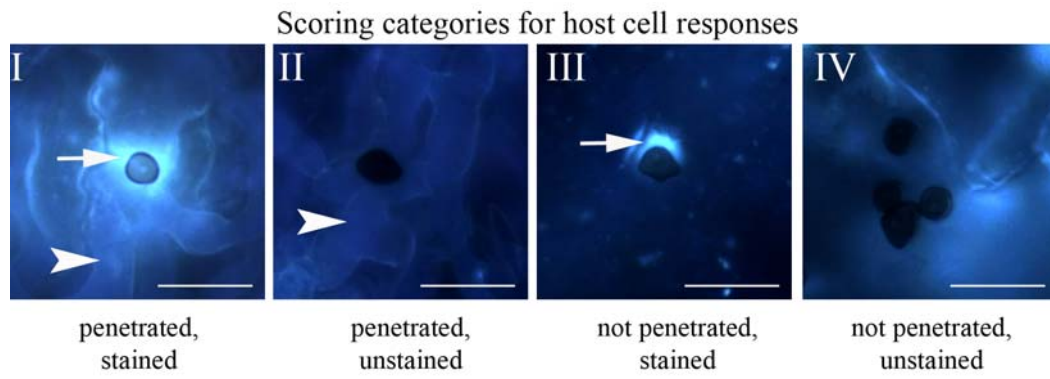 Scoring categories for host cell responses
I II III IV
penetrated, penetrated, not penetrated, not penetrated,
stained unstained stained unstained